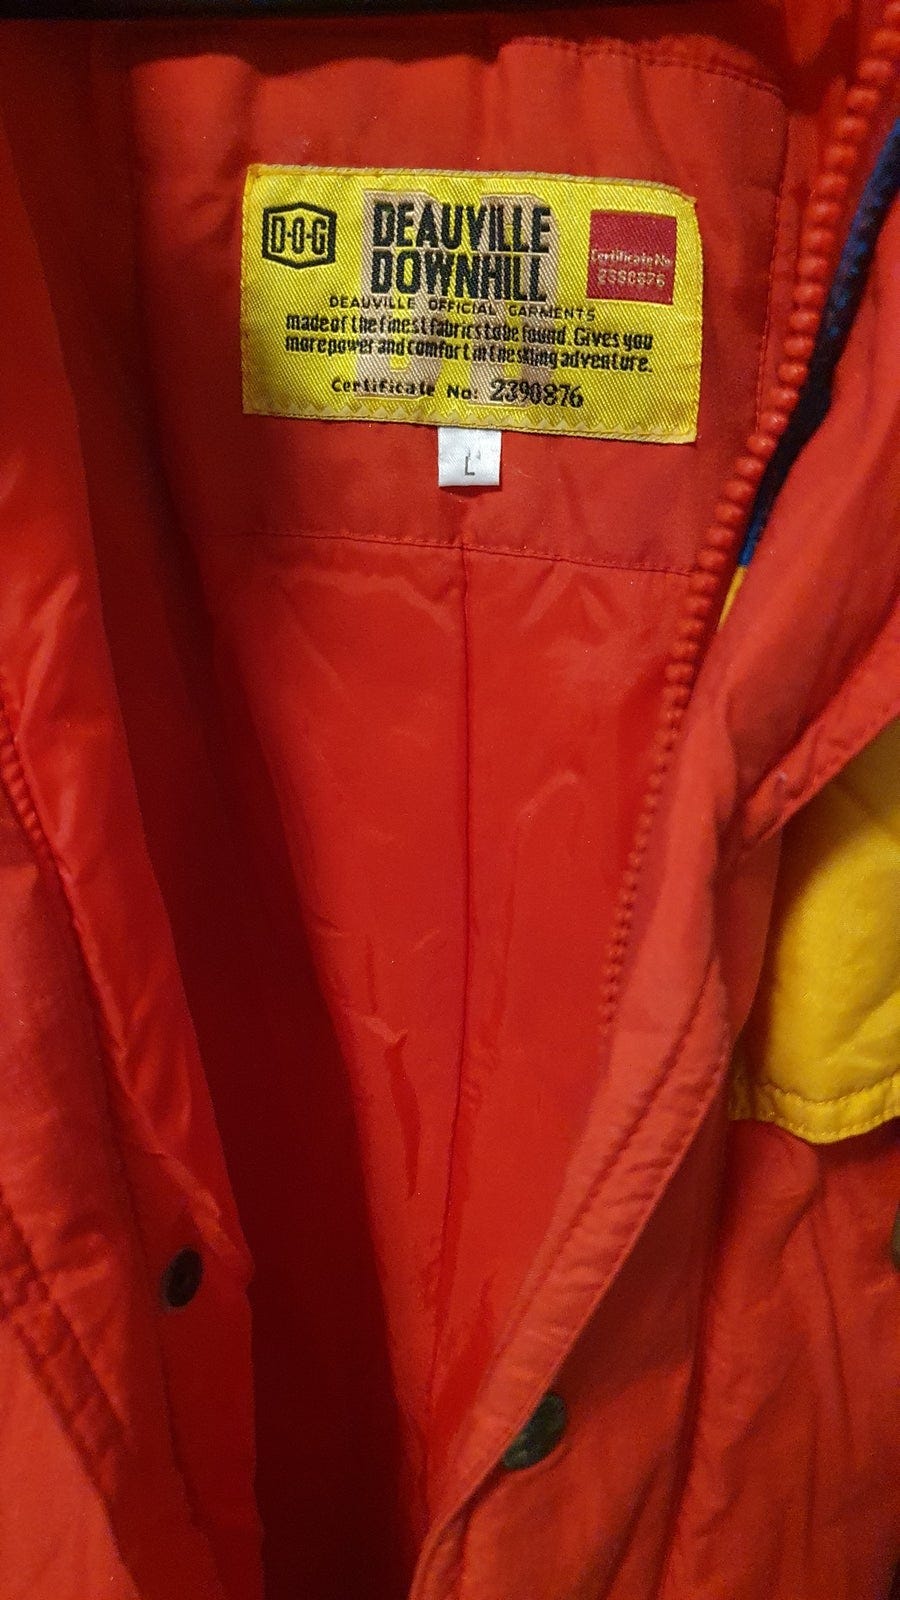 D·O·G
DEAUVILLE
DOWNHILL
Certificate No
2390876
DEAUVILLE OFFICIAL GARMENTS
made of the finest fabrics to be found. Gives you
more power and comfort in the skiing adventure.
Certificate No: 2390876
L